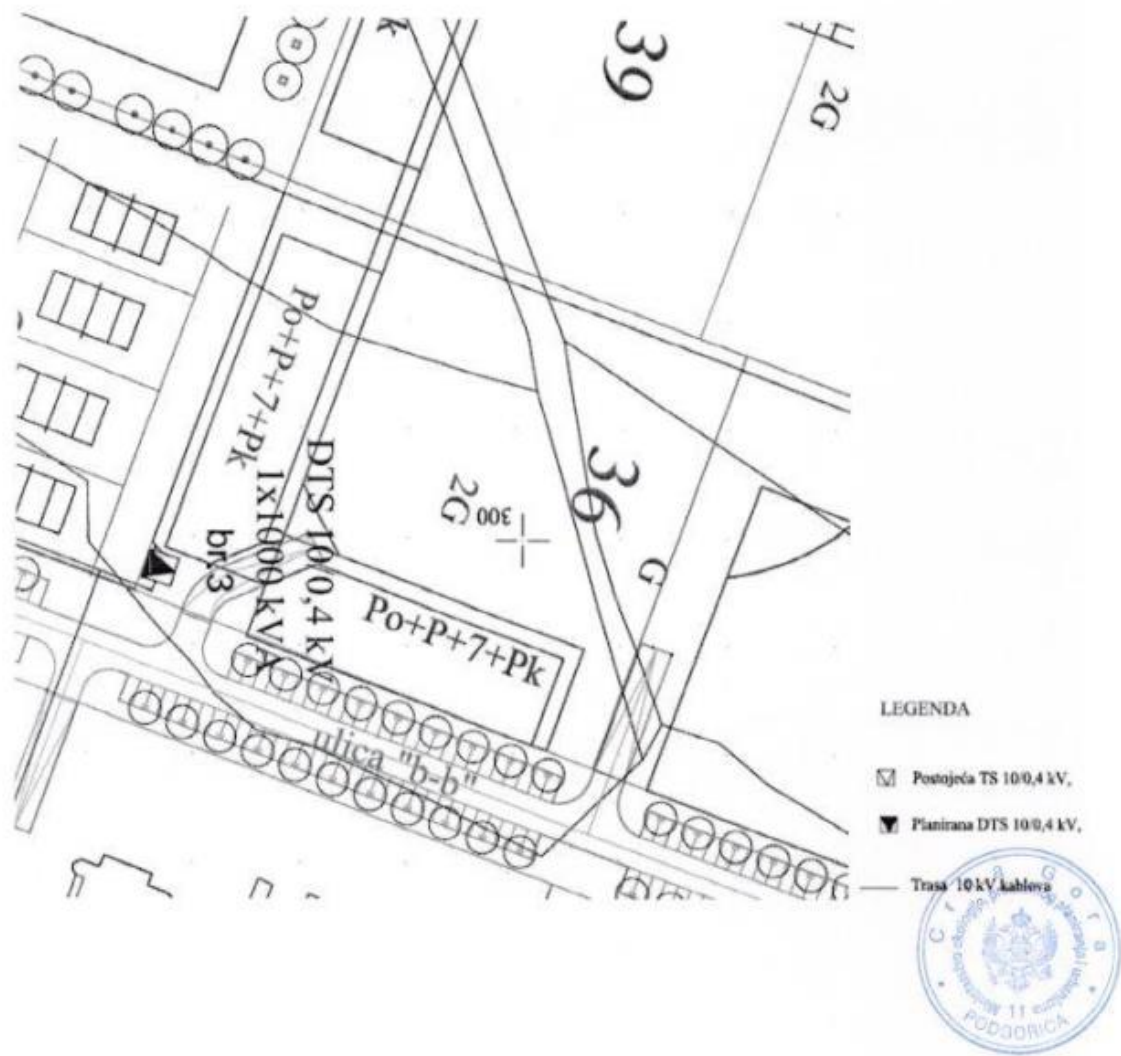 k
39
2G
Po+P+7+Pk
DTS 10/0,4 kV,
1x1000 kVA
br.3
2G
300
36
G
Po+P+7+Pk
ulica "b-b"
LEGENDA
Postojeća TS 10/0,4 kV,
Planirana DTS 10/0,4 kV,
Trasa 10 kV kablova
Crna Gora
11
PODGORICA